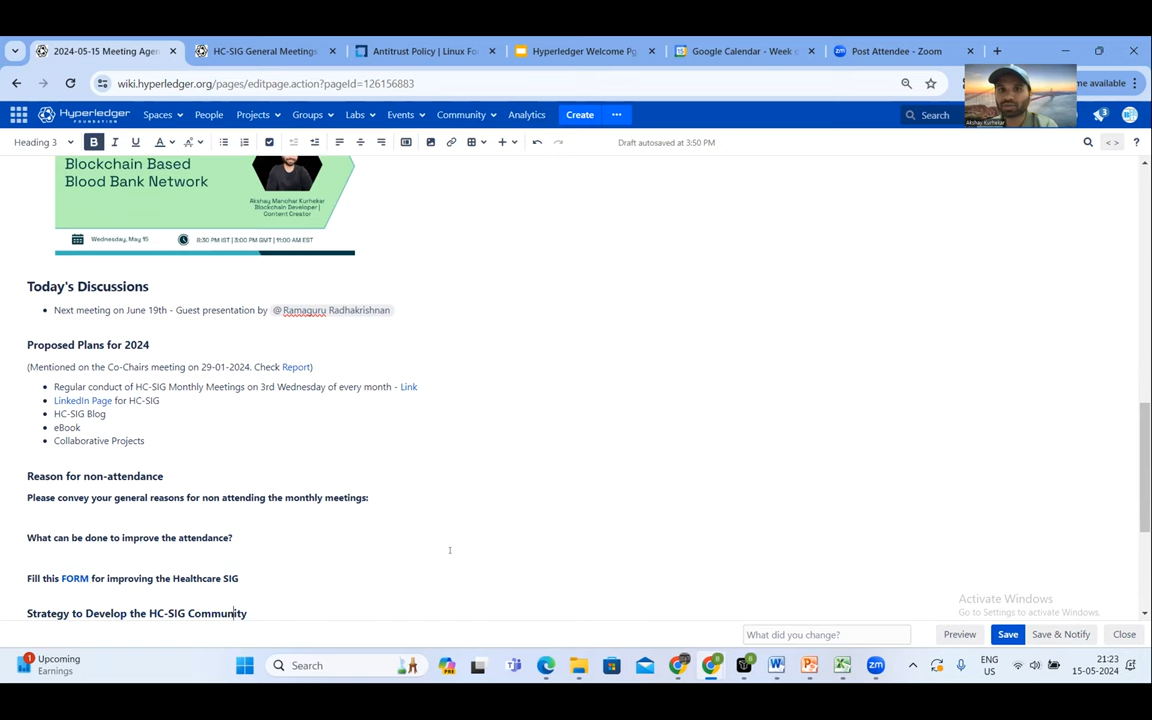 2024-05-15 Meeting Agen
HC-SIG General Meetings
Antitrust Policy | Linux Fo
Hyperledger Welcome Pg
Google Calendar - Week o
Post Attendee - Zoom
wiki.hyperledger.org/pages/editpage.action?pageId=126156883
me available
HYPERLEDGER
FOUNDATION
Spaces
People
Projects
Groups
Labs
Events
Community
Analytics
Create
Search
Akshay Kurhekar
Heading 3
B I U A
Draft autosaved at 3:50 PM
< >
?
Blockchain Based
Blood Bank Network
Akshay Manohar Kurhekar
Blockchain Developer |
Content Creator
Wednesday, May 15
8:30 PM IST | 3:00 PM GMT | 11:00 AM EST
Today's Discussions
Next meeting on June 19th - Guest presentation by @Ramaguru Radhakrishnan
Proposed Plans for 2024
(Mentioned on the Co-Chairs meeting on 29-01-2024. Check Report)
Regular conduct of HC-SIG Monthly Meetings on 3rd Wednesday of every month - Link
LinkedIn Page for HC-SIG
HC-SIG Blog
eBook
Collaborative Projects
Reason for non-attendance
Please convey your general reasons for non attending the monthly meetings:
What can be done to improve the attendance?
Fill this FORM for improving the Healthcare SIG
Strategy to Develop the HC-SIG Community
Activate Windows
Go to Settings to activate Windows.
What did you change?
Preview
Save
Save & Notify
Close
1
Upcoming
Earnings
Search
ENG
US
21:23
15-05-2024